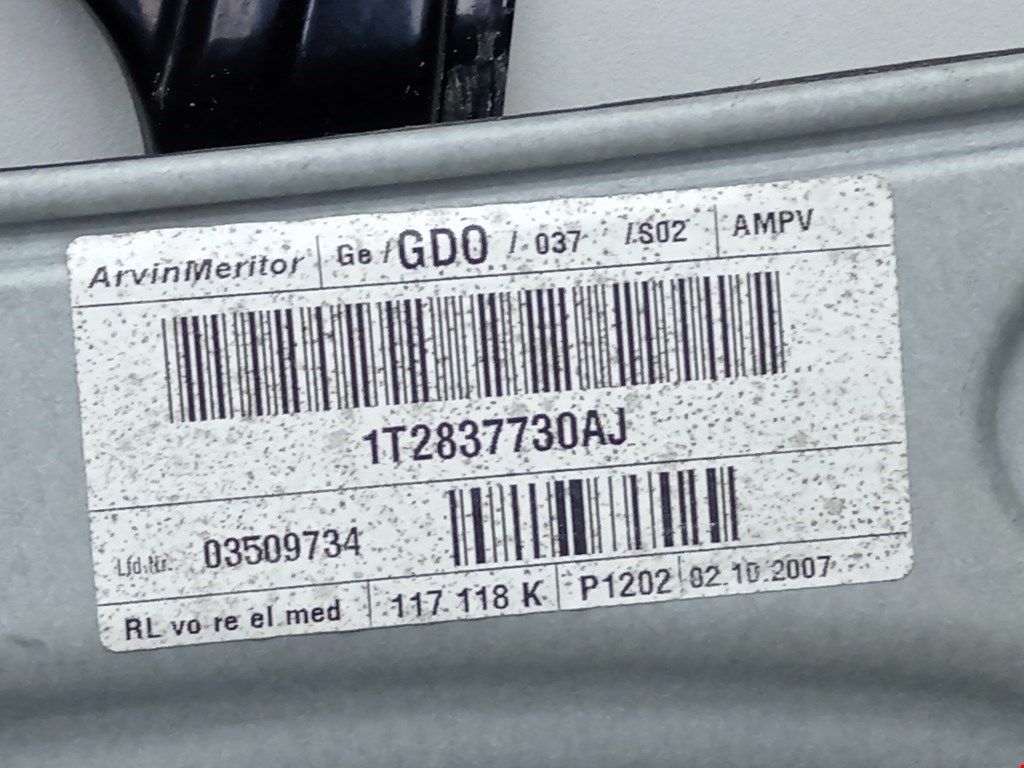 ArvinMeritor Ge /GDO / 037 /.S02 AMPV
1T2837730AJ
Lfd.Nr. 03509734
RL vo re el med 117 118 K P1202 02.10.2007